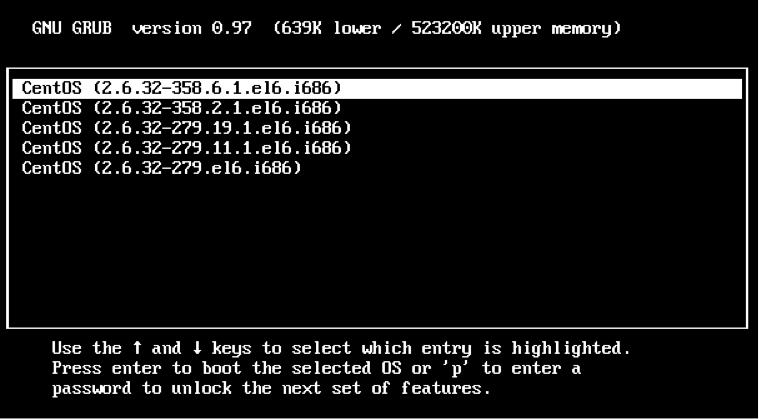 GNU GRUB  version 0.97  (639K lower / 523200K upper memory)
CentOS (2.6.32-358.6.1.el6.i686)
CentOS (2.6.32-358.2.1.el6.i686)
CentOS (2.6.32-279.19.1.el6.i686)
CentOS (2.6.32-279.11.1.el6.i686)
CentOS (2.6.32-279.el6.i686)
Use the ↑ and ↓ keys to select which entry is highlighted.
Press enter to boot the selected OS or 'p' to enter a
password to unlock the next set of features.